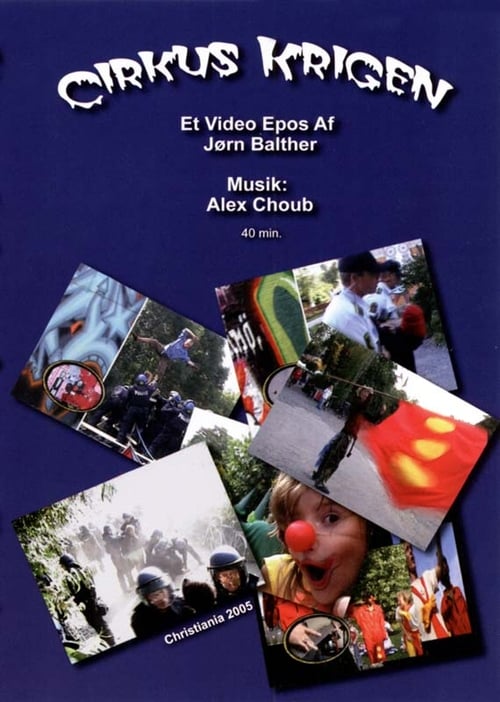 CIRKUS KRIGEN
Et Video Epos Af
Jørn Balther
Musik:
Alex Choub
40 min.
Christiania 2005